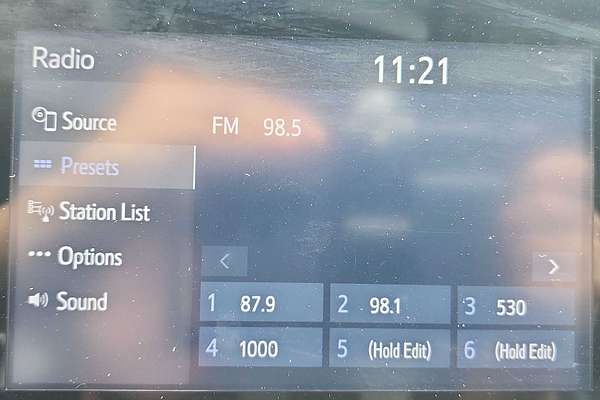 Radio
11:21
Source
FM 98.5
Presets
Station List
Options
Sound
< >
1 87.9
2 98.1
3 530
4 1000
5 (Hold Edit)
6 (Hold Edit)